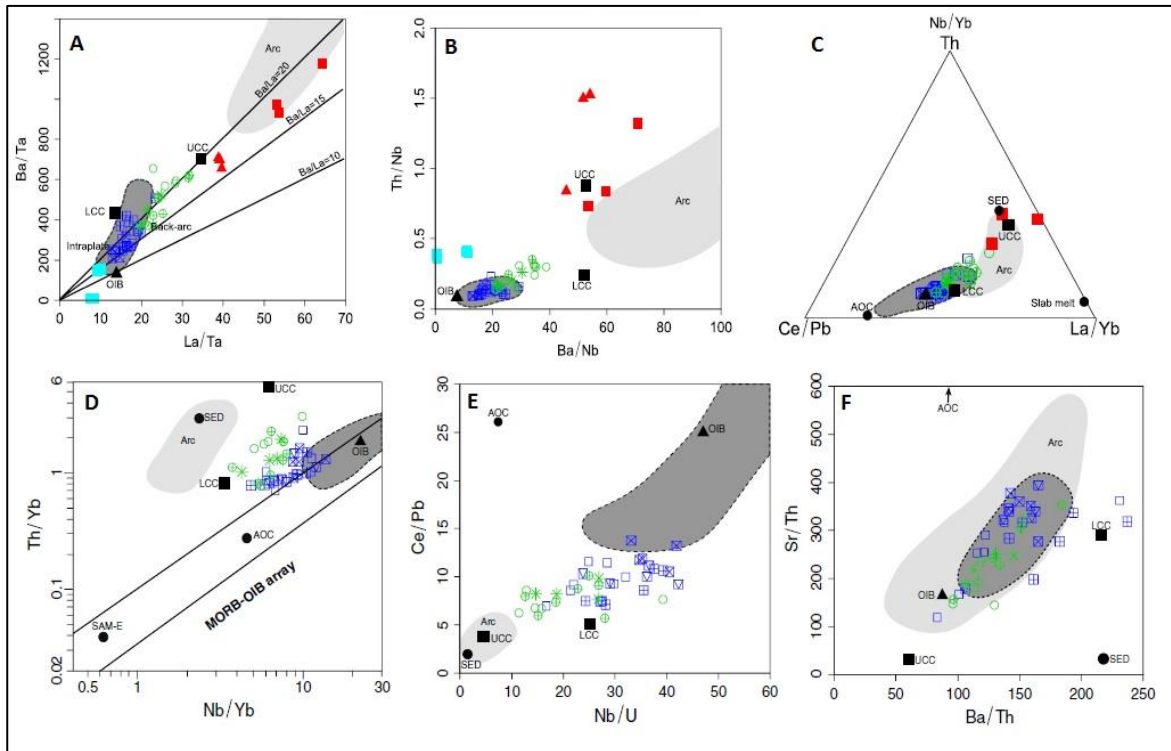 A
Arc
Ba/La=20
Ba/La=15
Ba/La=10
UCC
LCC
Back-arc
Intraplate
OIB
Ba/Ta
0 200 400 600 800 1000 1200
0 10 20 30 40 50 60 70
La/Ta
B
Arc
UCC
LCC
OIB
Th/Nb
0.0 0.5 1.0 1.5 2.0
0 20 40 60 80 100
Ba/Nb
C
Nb/Yb
Th
SED
UCC
Arc
LCC
OIB
AOC
Slab melt
Ce/Pb
La/Yb
D
UCC
SED
Arc
OIB
LCC
AOC
MORB-OIB array
SAM-E
Th/Yb
0.02 0.1 1 6
0.5 1 10 30
Nb/Yb
E
AOC
OIB
Arc
UCC
LCC
SED
Ce/Pb
0 5 10 15 20 25 30
0 10 20 30 40 50 60
Nb/U
F
AOC
Arc
LCC
OIB
UCC
SED
Sr/Th
0 100 200 300 400 500 600
0 50 100 150 200 250
Ba/Th